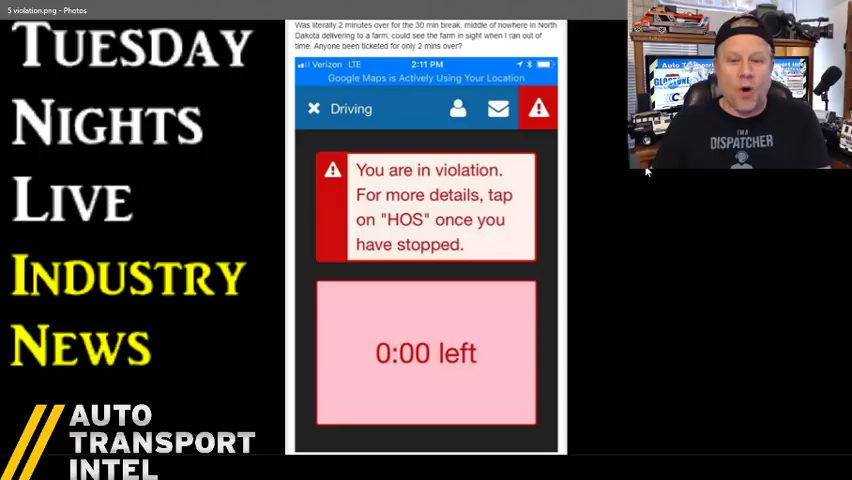 5 violation.png - Photos
TUESDAY
NIGHTS
LIVE
INDUSTRY
NEWS
AUTO
TRANSPORT
INTEL
Was literally 2 minutes over for the 30 min break, middle of nowhere in North
Dakota delivering to a farm, could see the farm in sight when I ran out of
time. Anyone been ticketed for only 2 mins over?
Verizon LTE 2:11 PM
Google Maps is Actively Using Your Location
Driving
You are in violation.
For more details, tap
on "HOS" once you
have stopped.
0:00 left
I'M A
DISPATCHER